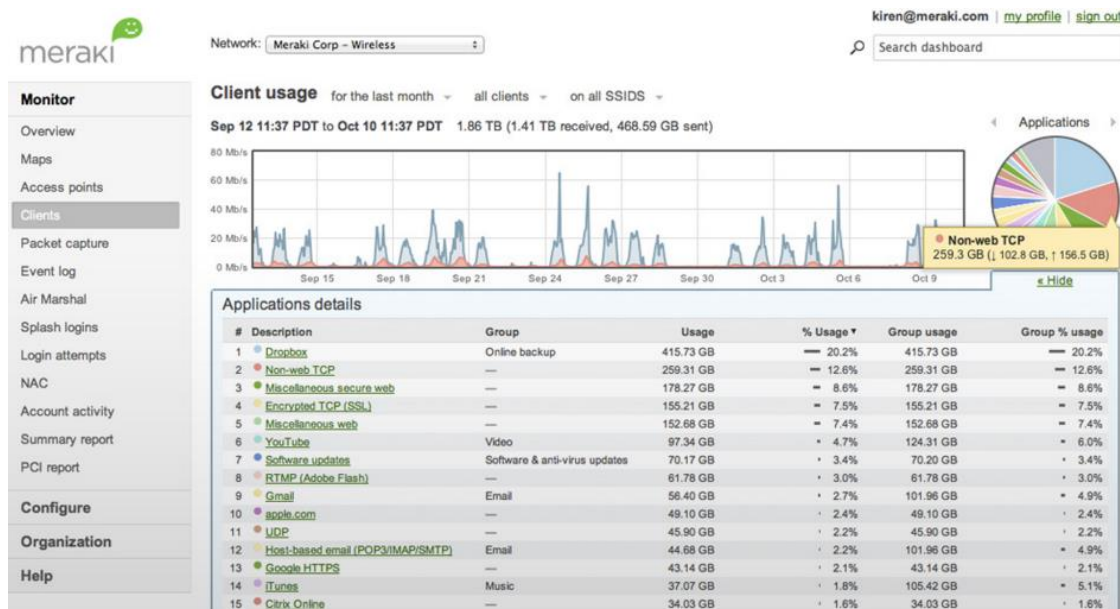 kiren@meraki.com | my profile | sign out
meraki
Network: Meraki Corp – Wireless
Search dashboard
Monitor
Overview
Maps
Access points
Clients
Packet capture
Event log
Air Marshal
Splash logins
Login attempts
NAC
Account activity
Summary report
PCI report
Configure
Organization
Help
Client usage for the last month all clients on all SSIDS
Sep 12 11:37 PDT to Oct 10 11:37 PDT 1.86 TB (1.41 TB received, 468.59 GB sent)
Applications
80 Mb/s
60 Mb/s
40 Mb/s
20 Mb/s
0 Mb/s
Sep 15 Sep 18 Sep 21 Sep 24 Sep 27 Sep 30 Oct 3 Oct 6 Oct 9
Non-web TCP
259.3 GB (↓ 102.8 GB, ↑ 156.5 GB)
« Hide
Applications details
# Description Group Usage % Usage ▼ Group usage Group % usage
1 Dropbox Online backup 415.73 GB 20.2% 415.73 GB 20.2%
2 Non-web TCP — 259.31 GB 12.6% 259.31 GB 12.6%
3 Miscellaneous secure web — 178.27 GB 8.6% 178.27 GB 8.6%
4 Encrypted TCP (SSL) — 155.21 GB 7.5% 155.21 GB 7.5%
5 Miscellaneous web — 152.68 GB 7.4% 152.68 GB 7.4%
6 YouTube Video 97.34 GB 4.7% 124.31 GB 6.0%
7 Software updates Software & anti-virus updates 70.17 GB 3.4% 70.20 GB 3.4%
8 RTMP (Adobe Flash) — 61.78 GB 3.0% 61.78 GB 3.0%
9 Gmail Email 56.40 GB 2.7% 101.96 GB 4.9%
10 apple.com — 49.10 GB 2.4% 49.10 GB 2.4%
11 UDP — 45.90 GB 2.2% 45.90 GB 2.2%
12 Host-based email (POP3/IMAP/SMTP) Email 44.68 GB 2.2% 101.96 GB 4.9%
13 Google HTTPS — 43.14 GB 2.1% 43.14 GB 2.1%
14 iTunes Music 37.07 GB 1.8% 105.42 GB 5.1%
15 Citrix Online — 34.03 GB 1.6% 34.03 GB 1.6%